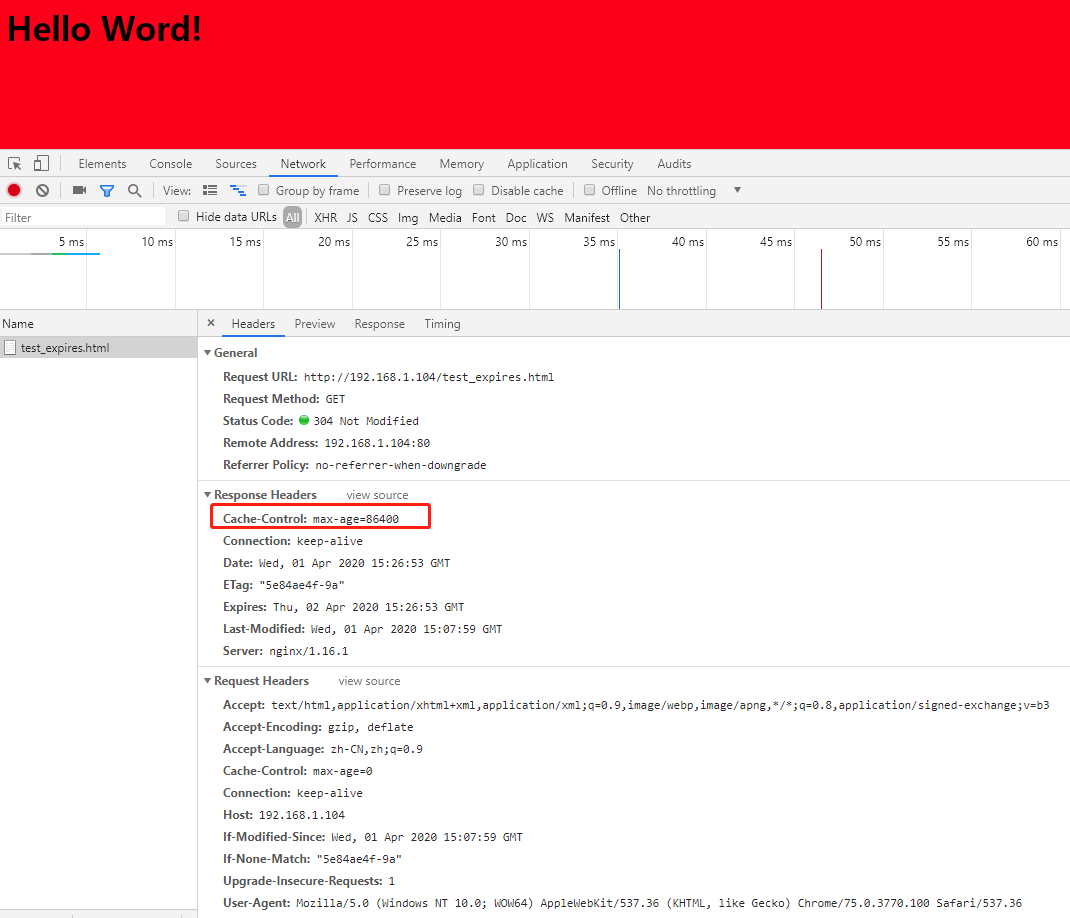 Hello Word!
Elements Console Sources Network Performance Memory Application Security Audits
View: Group by frame Preserve log Disable cache Offline No throttling
Filter Hide data URLs All XHR JS CSS Img Media Font Doc WS Manifest Other
5 ms 10 ms 15 ms 20 ms 25 ms 30 ms 35 ms 40 ms 45 ms 50 ms 55 ms 60 ms
Name × Headers Preview Response Timing
test_expires.html
General
Request URL: http://192.168.1.104/test_expires.html
Request Method: GET
Status Code: 304 Not Modified
Remote Address: 192.168.1.104:80
Referrer Policy: no-referrer-when-downgrade
Response Headers view source
Cache-Control: max-age=86400
Connection: keep-alive
Date: Wed, 01 Apr 2020 15:26:53 GMT
ETag: "5e84ae4f-9a"
Expires: Thu, 02 Apr 2020 15:26:53 GMT
Last-Modified: Wed, 01 Apr 2020 15:07:59 GMT
Server: nginx/1.16.1
Request Headers view source
Accept: text/html,application/xhtml+xml,application/xml;q=0.9,image/webp,image/apng,*/*;q=0.8,application/signed-exchange;v=b3
Accept-Encoding: gzip, deflate
Accept-Language: zh-CN,zh;q=0.9
Cache-Control: max-age=0
Connection: keep-alive
Host: 192.168.1.104
If-Modified-Since: Wed, 01 Apr 2020 15:07:59 GMT
If-None-Match: "5e84ae4f-9a"
Upgrade-Insecure-Requests: 1
User-Agent: Mozilla/5.0 (Windows NT 10.0; WOW64) AppleWebKit/537.36 (KHTML, like Gecko) Chrome/75.0.3770.100 Safari/537.36